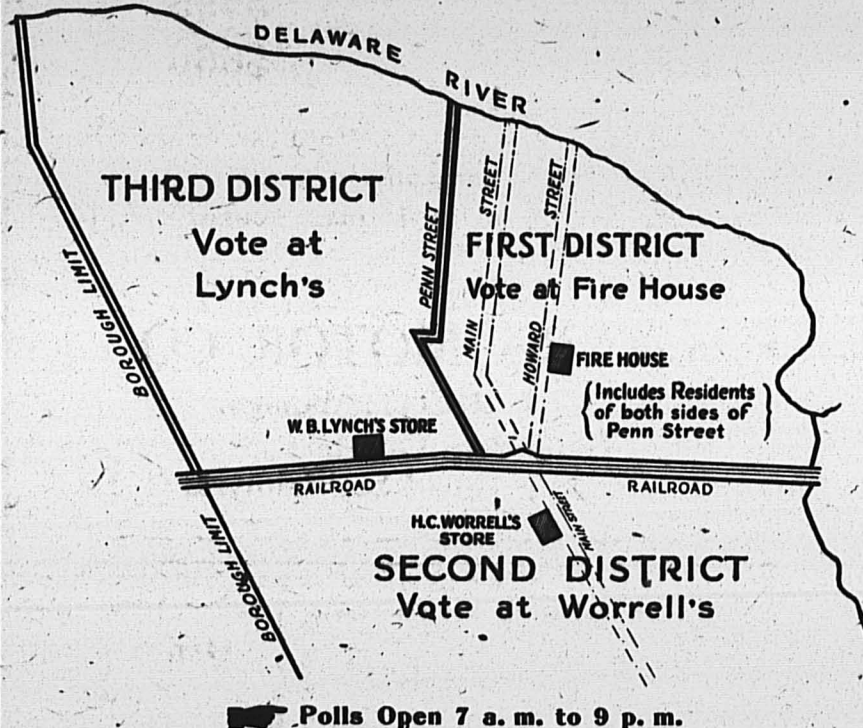 DELAWARE RIVER
THIRD DISTRICT
Vote at
Lynch's
BOROUGH LIMIT
PENN STREET
MAIN STREET
HOWARD STREET
FIRST DISTRICT
Vote at Fire House
FIRE HOUSE
(Includes Residents
of both sides of
Penn Street)
W. B. LYNCH'S STORE
RAILROAD
RAILROAD
BOROUGH LINIT
H.C. WORRELL'S
STORE
MAIN STREET
SECOND DISTRICT
Vote at Worrell's
Polls Open 7 a. m. to 9 p. m.